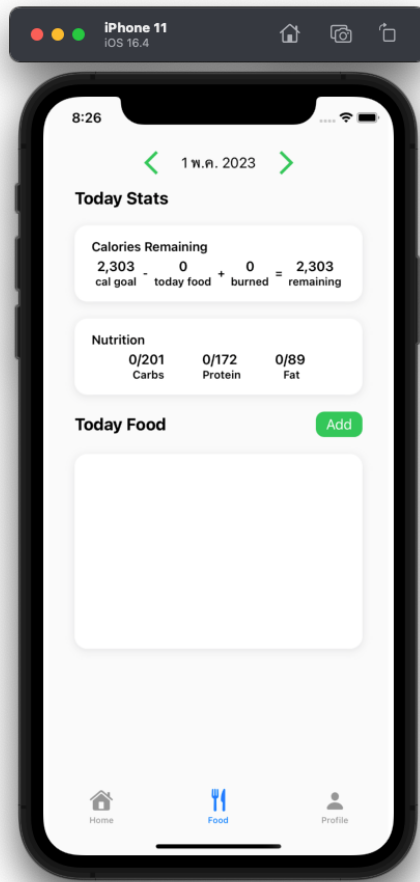 iPhone 11
iOS 16.4
8:26
1 พ.ค. 2023
Today Stats
Calories Remaining
2,303 - 0 + 0 = 2,303
cal goal today food burned remaining
Nutrition
0/201 0/172 0/89
Carbs Protein Fat
Today Food Add
Home Food Profile